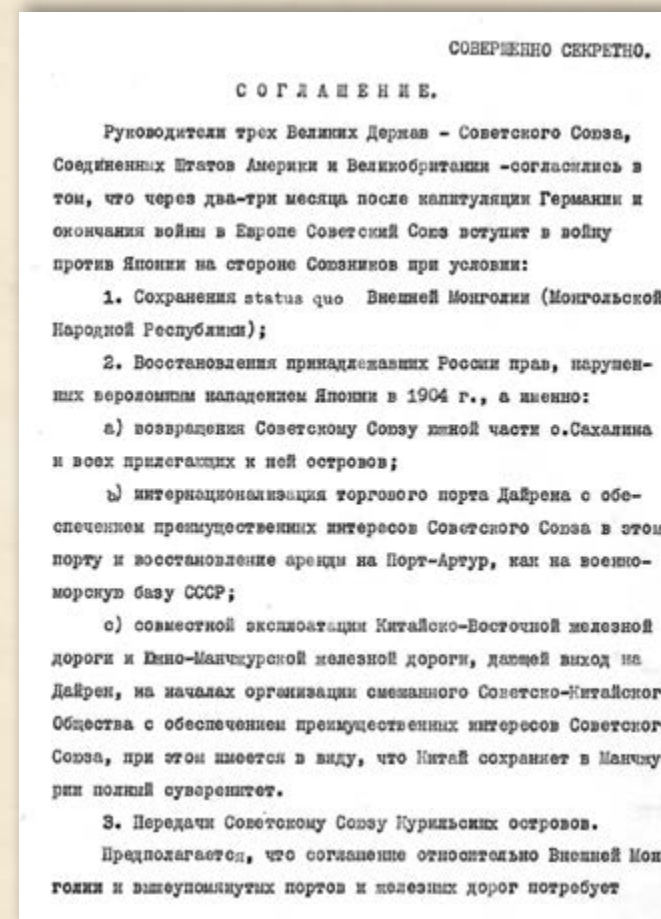 СОВЕРШЕННО СЕКРЕТНО.
СОГЛАШЕНИЕ.
Руководители трех Великих Держав - Советского Союза,
Соединенных Штатов Америки и Великобритании -согласились в
том, что через два-три месяца после капитуляции Германии и
окончания войны в Европе Советский Союз вступит в войну
против Японии на стороне Союзников при условии:
1. Сохранения status quo Внешней Монголии (Монгольской
Народной Республики);
2. Восстановления принадлежавших России прав, нарушен-
ных вероломным нападением Японии в 1904 г., а именно:
а) возвращения Советскому Союзу южной части о.Сахалина
и всех прилегающих к ней островов;
b) интернационализация торгового порта Дайрена с обе-
спечением преимущественных интересов Советского Союза в этом
порту и восстановление аренды на Порт-Артур, как на военно-
морскую базу СССР;
с) совместной эксплоатации Китайско-Восточной железной
дороги и Южно-Манчжурской железной дороги, дающей выход на
Дайрен, на началах организации смешанного Советско-Китайског
Общества с обеспечением преимущественных интересов Советског
Союза, при этом имеется в виду, что Китай сохраняет в Манчжу
рии полный суверенитет.
3. Передачи Советскому Союзу Курильских островов.
Предполагается, что соглашение относительно Внешней Мон
голии и вышеупомянутых портов и железных дорог потребует